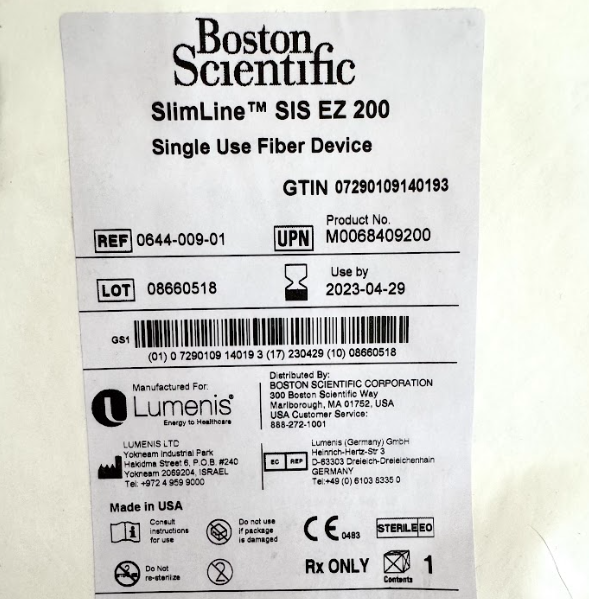 Boston
Scientific
SlimLine™ SIS EZ 200
Single Use Fiber Device
GTIN 07290109140193
Product No.
REF 0644-009-01 UPN M0068409200
Use by
LOT 08660518 2023-04-29
GS1
(01) 0 7290109 14019 3 (17) 230429 (10) 08660518
Manufactured For:
Lumenis®
Energy to Healthcare
Distributed By:
BOSTON SCIENTIFIC CORPORATION
300 Boston Scientific Way
Marlborough, MA 01752, USA
USA Customer Service:
888-272-1001
LUMENIS LTD
Yokneam Industrial Park
Hakidma Street 6, P.O.B. #240
Yokneam 2069204, ISRAEL
Tel: +972 4 959 9000
EC REP
Lumenis (Germany) GmbH
Heinrich-Hertz-Str 3
D-63303 Dreieich-Dreieichenhain
GERMANY
Tel:+49 (0) 6103 8335 0
Made in USA
Consult
instructions
for use
Do not use
if package
is damaged
CE 0483
STERILE EO
Do Not
re-sterilize
2
Rx ONLY
Contents
1